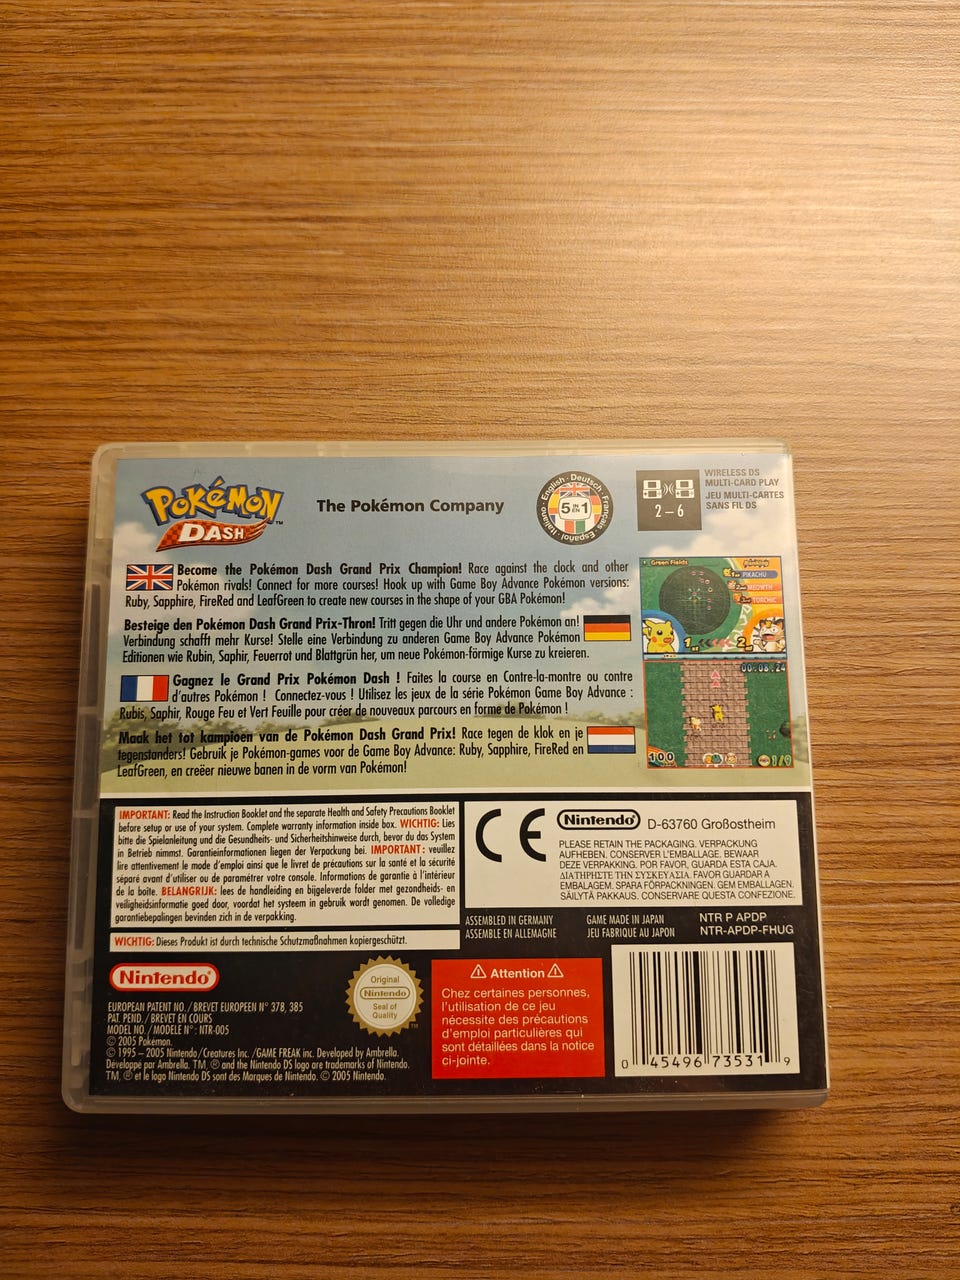 POKéMON™
DASH
The Pokémon Company
English · Deutsch · Français · Español · Italiano
5 IN/EN 1
2 – 6
WIRELESS DS
MULTI-CARD PLAY
JEU MULTI-CARTES
SANS FIL DS
Become the Pokémon Dash Grand Prix Champion! Race against the clock and other
Pokémon rivals! Connect for more courses! Hook up with Game Boy Advance Pokémon versions:
Ruby, Sapphire, FireRed and LeafGreen to create new courses in the shape of your GBA Pokémon!
Besteige den Pokémon Dash Grand Prix-Thron! Tritt gegen die Uhr und andere Pokémon an!
Verbindung schafft mehr Kurse! Stelle eine Verbindung zu anderen Game Boy Advance Pokémon
Editionen wie Rubin, Saphir, Feuerrot und Blattgrün her, um neue Pokémon-förmige Kurse zu kreieren.
Gagnez le Grand Prix Pokémon Dash ! Faites la course en Contre-la-montre ou contre
d'autres Pokémon ! Connectez-vous ! Utilisez les jeux de la série Pokémon Game Boy Advance :
Rubis, Saphir, Rouge Feu et Vert Feuille pour créer de nouveaux parcours en forme de Pokémon !
Maak het tot kampioen van de Pokémon Dash Grand Prix! Race tegen de klok en je
tegenstanders! Gebruik je Pokémon-games voor de Game Boy Advance: Ruby, Sapphire, FireRed en
LeafGreen, en creëer nieuwe banen in de vorm van Pokémon!
Green Fields
1st PIKACHU
2nd MEOWTH
3rd TORCHIC
1st
2
00:08.24
100
1/9
IMPORTANT: Read the Instruction Booklet and the separate Health and Safety Precautions Booklet
before setup or use of your system. Complete warranty information inside box. WICHTIG: Lies
bitte die Spielanleitung und die Gesundheits- und Sicherheitshinweise durch, bevor du das System
in Betrieb nimmst. Garantieinformationen liegen der Verpackung bei. IMPORTANT : veuillez
lire attentivement le mode d'emploi ainsi que le livret de précautions sur la santé et la sécurité
séparé avant d'utiliser ou de paramétrer votre console. Informations de garantie à l'intérieur
de la boîte. BELANGRIJK: lees de handleiding en bijgeleverde folder met gezondheids- en
veiligheidsinformatie goed door, voordat het systeem in gebruik wordt genomen. De volledige
garantiebepalingen bevinden zich in de verpakking.
WICHTIG: Dieses Produkt ist durch technische Schutzmaßnahmen kopiergeschützt.
CE
Nintendo® D-63760 Großostheim
PLEASE RETAIN THE PACKAGING. VERPACKUNG
AUFHEBEN. CONSERVER L'EMBALLAGE. BEWAAR
DEZE VERPAKKING. POR FAVOR, GUARDA ESTA CAJA.
ΔΙΑΤΗΡΗΣΤΕ ΤΗΝ ΣΥΣΚΕΥΑΣΙΑ. FAVOR GUARDAR A
EMBALAGEM. SPARA FÖRPACKNINGEN. GEM EMBALLAGEN.
SÄILYTÄ PAKKAUS. CONSERVARE QUESTA CONFEZIONE.
ASSEMBLED IN GERMANY
ASSEMBLE EN ALLEMAGNE
GAME MADE IN JAPAN
JEU FABRIQUE AU JAPON
NTR P APDP
NTR-APDP-FHUG
Nintendo®
EUROPEAN PATENT NO. / BREVET EUROPEEN N° 378, 385
PAT. PEND. / BREVET EN COURS
MODEL NO. / MODELE N° : NTR-005
© 2005 Pokémon.
© 1995 – 2005 Nintendo /Creatures Inc. /GAME FREAK inc. Developed by Ambrella.
Développé par Ambrella. TM, ® and the Nintendo DS logo are trademarks of Nintendo.
TM, ® et le logo Nintendo DS sont des Marques de Nintendo. © 2005 Nintendo.
Original
Nintendo®
Seal of
Quality
TM
⚠ Attention ⚠
Chez certaines personnes,
l'utilisation de ce jeu
nécessite des précautions
d'emploi particulières qui
sont détaillées dans la notice
ci-jointe.
0 45496 73531 9